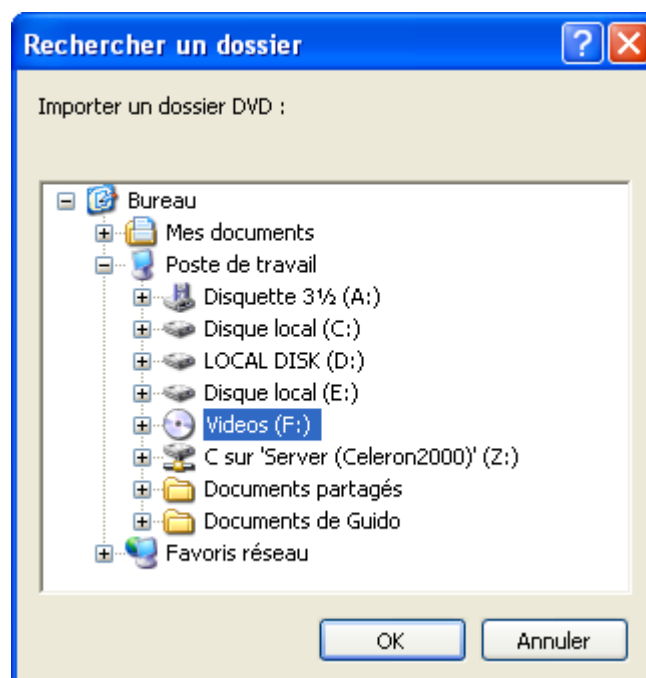 Rechercher un dossier
Importer un dossier DVD :
Bureau
Mes documents
Poste de travail
Disquette 3½ (A:)
Disque local (C:)
LOCAL DISK (D:)
Disque local (E:)
Videos (F:)
C sur 'Server (Celeron2000)' (Z:)
Documents partagés
Documents de Guido
Favoris réseau
OK Annuler